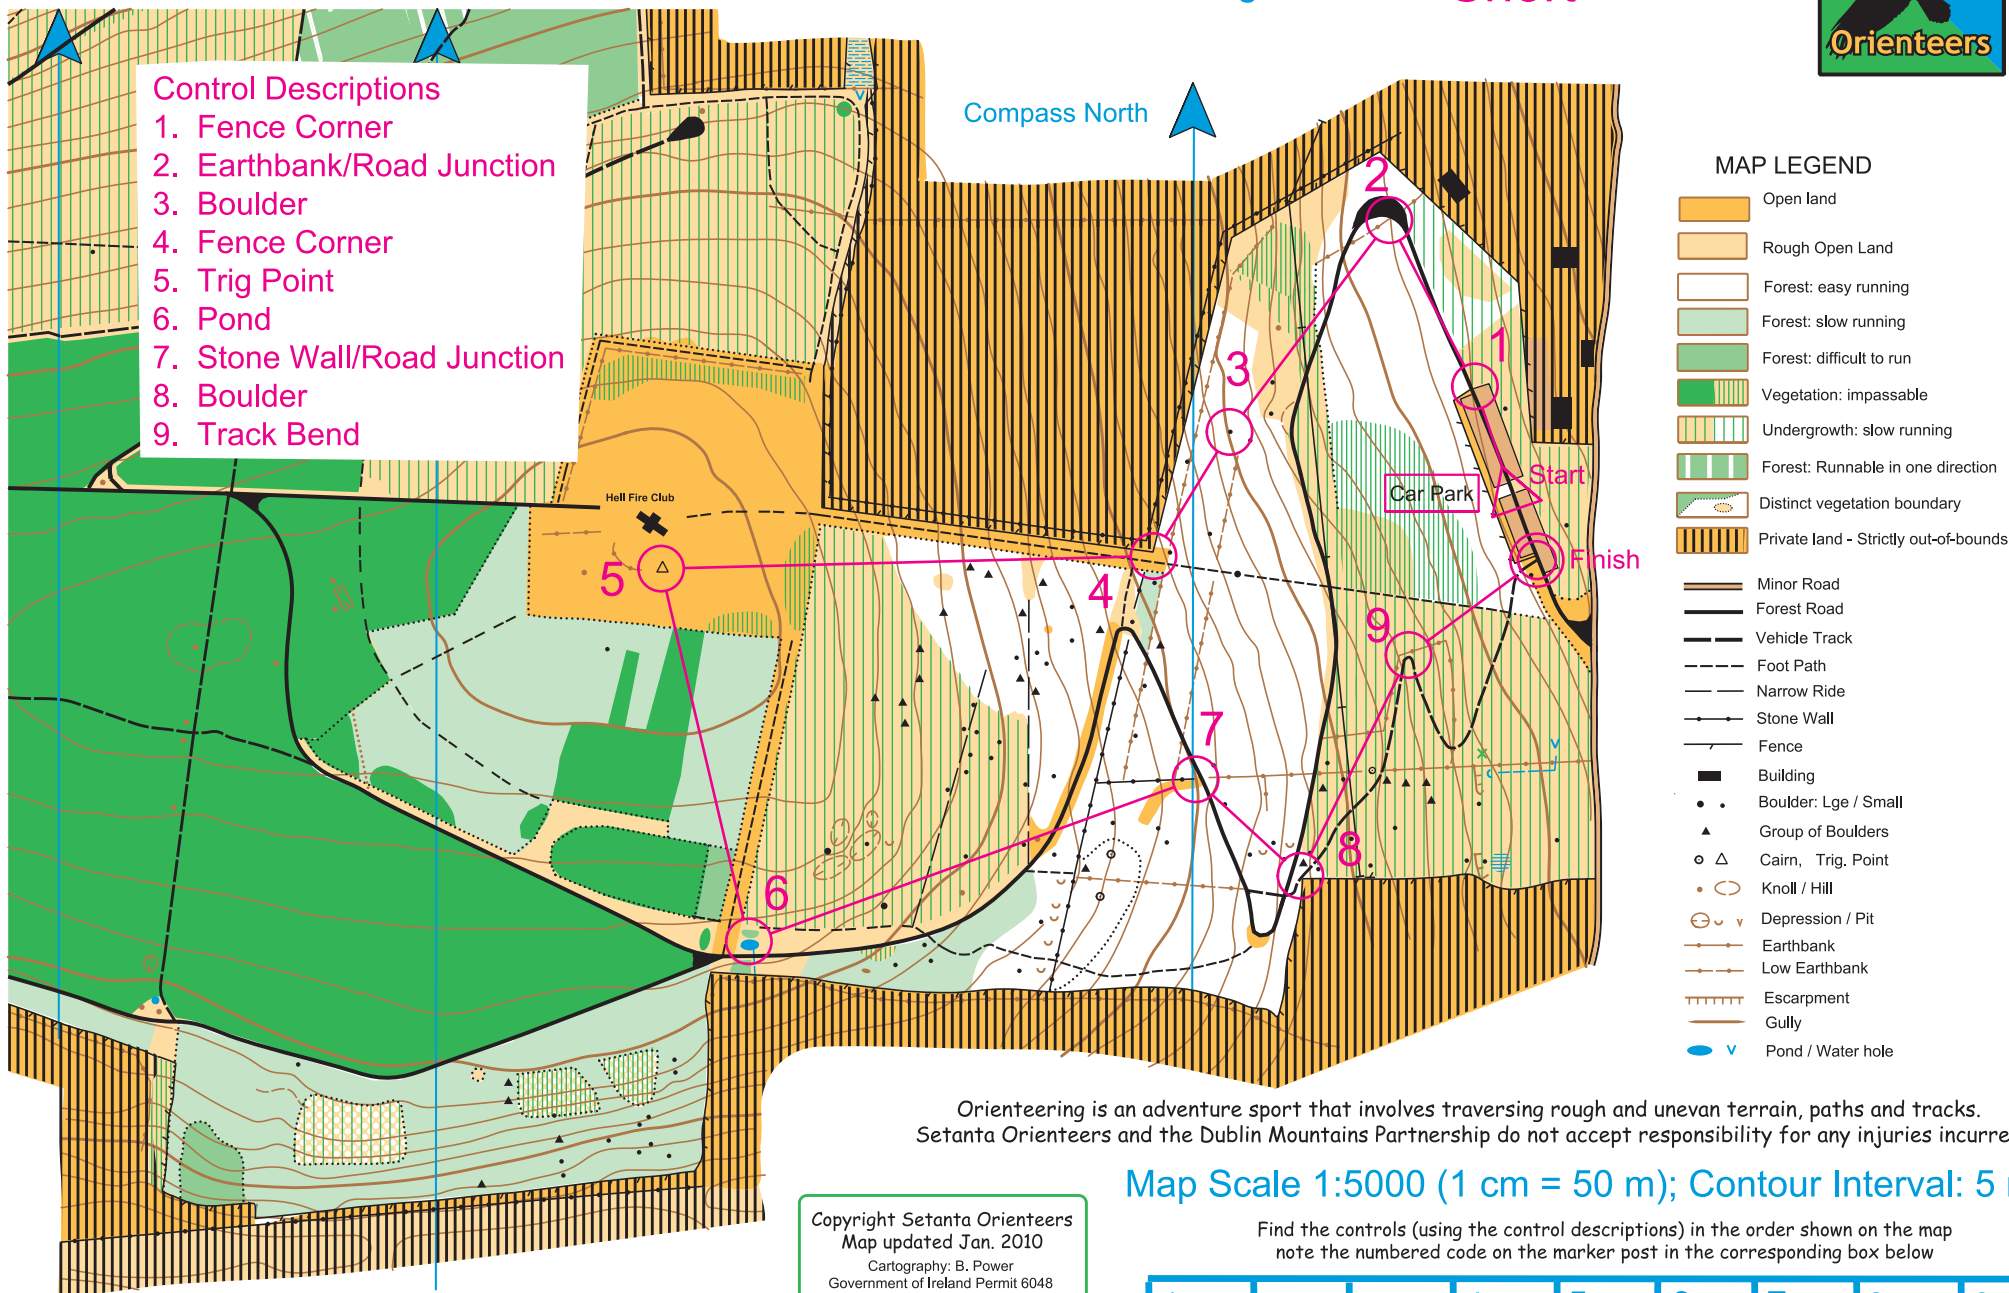 Orienteers
Control Descriptions
1. Fence Corner
2. Earthbank/Road Junction
3. Boulder
4. Fence Corner
5. Trig Point
6. Pond
7. Stone Wall/Road Junction
8. Boulder
9. Track Bend
Compass North
2
1
3
Start
Car Park
Finish
Hell Fire Club
5
4
9
7
8
6
MAP LEGEND
Open land
Rough Open Land
Forest: easy running
Forest: slow running
Forest: difficult to run
Vegetation: impassable
Undergrowth: slow running
Forest: Runnable in one direction
Distinct vegetation boundary
Private land - Strictly out-of-bounds
Minor Road
Forest Road
Vehicle Track
Foot Path
Narrow Ride
Stone Wall
Fence
Building
Boulder: Lge / Small
Group of Boulders
Cairn, Trig. Point
Knoll / Hill
Depression / Pit
Earthbank
Low Earthbank
Escarpment
Gully
Pond / Water hole
Orienteering is an adventure sport that involves traversing rough and unevan terrain, paths and tracks.
Setanta Orienteers and the Dublin Mountains Partnership do not accept responsibility for any injuries incurre
Map Scale 1:5000 (1 cm = 50 m); Contour Interval: 5
Find the controls (using the control descriptions) in the order shown on the map
note the numbered code on the marker post in the corresponding box below
Copyright Setanta Orienteers
Map updated Jan. 2010
Cartography: B. Power
Government of Ireland Permit 6048